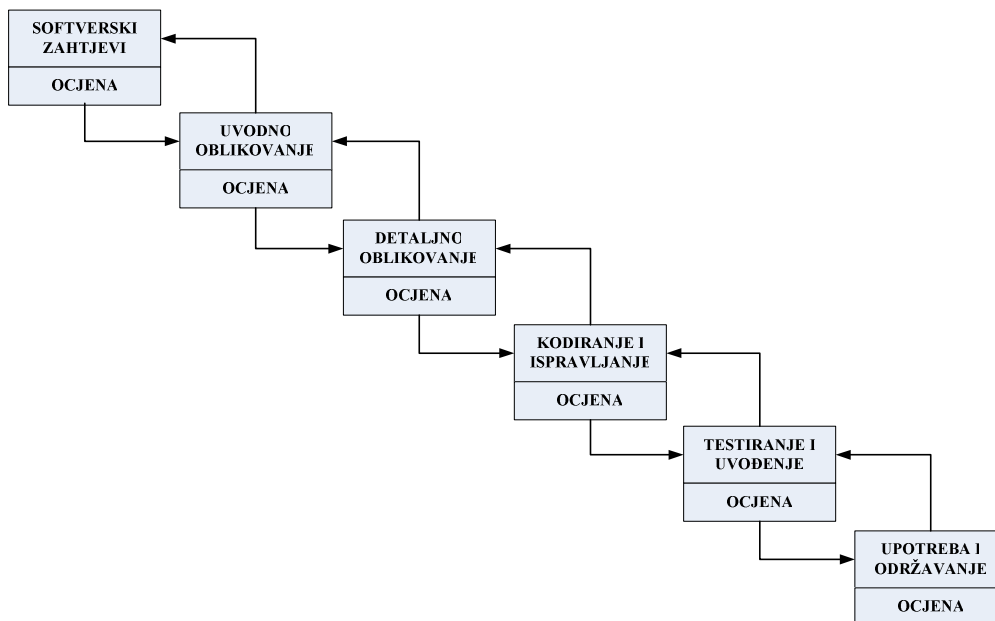 SOFTVERSKI
ZAHTJEVI
OCJENA
UVODNO
OBLIKOVANJE
OCJENA
DETALJNO
OBLIKOVANJE
OCJENA
KODIRANJE I
ISPRAVLJANJE
OCJENA
TESTIRANJE I
UVOĐENJE
OCJENA
UPOTREBA I
ODRŽAVANJE
OCJENA